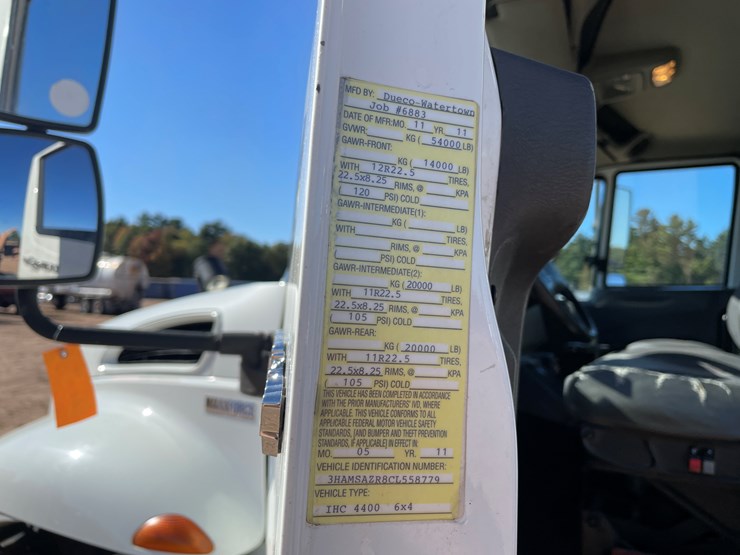 MFD BY: Dueco-Watertown
Job #6883
DATE OF MFR:MO. 11 YR. 11
GVWR: KG ( 54000 LB)
GAWR-FRONT:
KG ( 14000 LB)
WITH 12R22.5 TIRES,
22.5x8.25 RIMS, @ KPA
( 120 PSI) COLD
GAWR-INTERMEDIATE(1):
KG ( LB)
WITH TIRES,
RIMS, @ KPA
( PSI) COLD
GAWR-INTERMEDIATE(2):
KG (20000 LB)
WITH 11R22.5 TIRES,
22.5x8.25 RIMS, @ KPA
( 105 PSI) COLD
GAWR-REAR:
KG ( 20000 LB)
WITH 11R22.5 TIRES,
22.5x8.25 RIMS, @ KPA
( 105 PSI) COLD
THIS VEHICLE HAS BEEN COMPLETED IN ACCORDANCE
WITH THE PRIOR MANUFACTURERS' IVD, WHERE
APPLICABLE. THIS VEHICLE CONFORMS TO ALL
APPLICABLE FEDERAL MOTOR VEHICLE SAFETY
STANDARDS, [AND BUMPER AND THEFT PREVENTION
STANDARDS, IF APPLICABLE] IN EFFECT IN:
MO. 05 YR. 11
VEHICLE IDENTIFICATION NUMBER:
3HAMSAZR8CL558779
VEHICLE TYPE:
IHC 4400 6x4